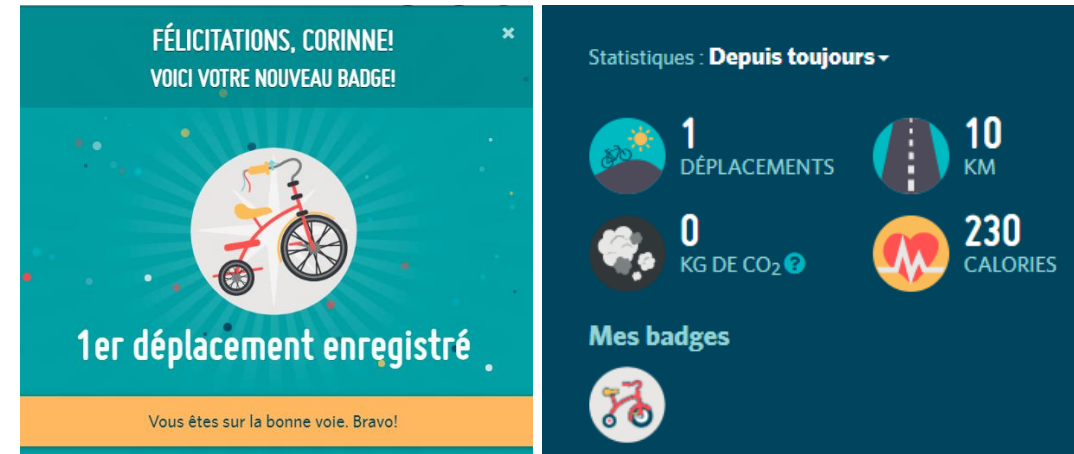 FÉLICITATIONS, CORINNE!
VOICI VOTRE NOUVEAU BADGE!
×
1er déplacement enregistré
Vous êtes sur la bonne voie. Bravo!
Statistiques : Depuis toujours
1
DÉPLACEMENTS
10
KM
0
KG DE CO₂ ?
230
CALORIES
Mes badges